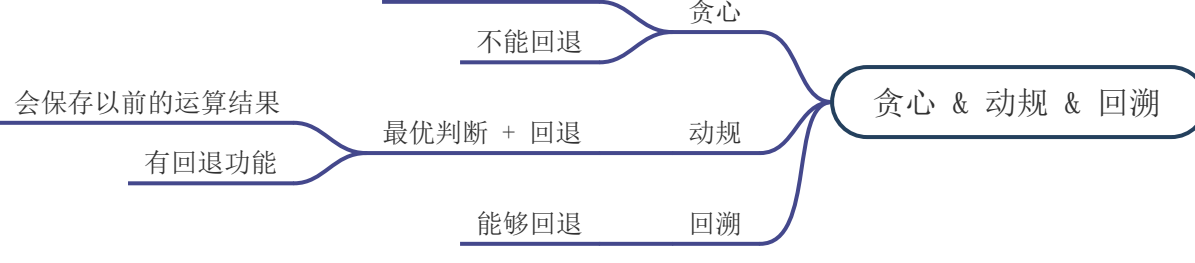 贪心
不能回退
贪心 & 动规 & 回溯
会保存以前的运算结果
最优判断 + 回退
动规
有回退功能
能够回退
回溯